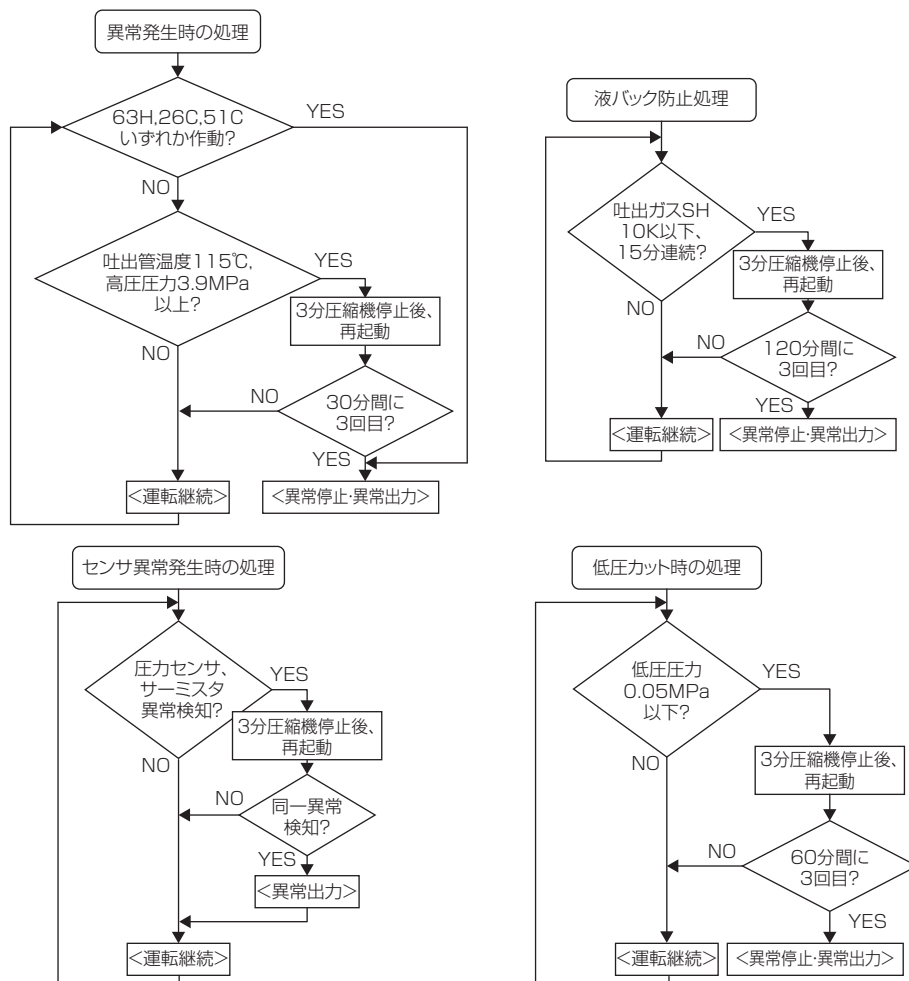 異常発生時の処理
63H,26C,51C
いずれか作動?
YES
NO
吐出管温度115℃,
高圧圧力3.9MPa
以上?
YES
3分圧縮機停止後、
再起動
NO
NO
30分間に
3回目?
YES
<運転継続>
<異常停止・異常出力>
液バック防止処理
吐出ガスSH
10K以下、
15分連続?
YES
3分圧縮機停止後、
再起動
NO
NO
120分間に
3回目?
YES
<運転継続>
<異常停止・異常出力>
センサ異常発生時の処理
圧力センサ、
サーミスタ
異常検知?
YES
3分圧縮機停止後、
再起動
NO
NO
同一異常
検知?
YES
<異常出力>
<運転継続>
低圧カット時の処理
低圧圧力
0.05MPa
以下?
YES
NO
3分圧縮機停止後、
再起動
NO
60分間に
3回目?
YES
<運転継続>
<異常停止・異常出力>